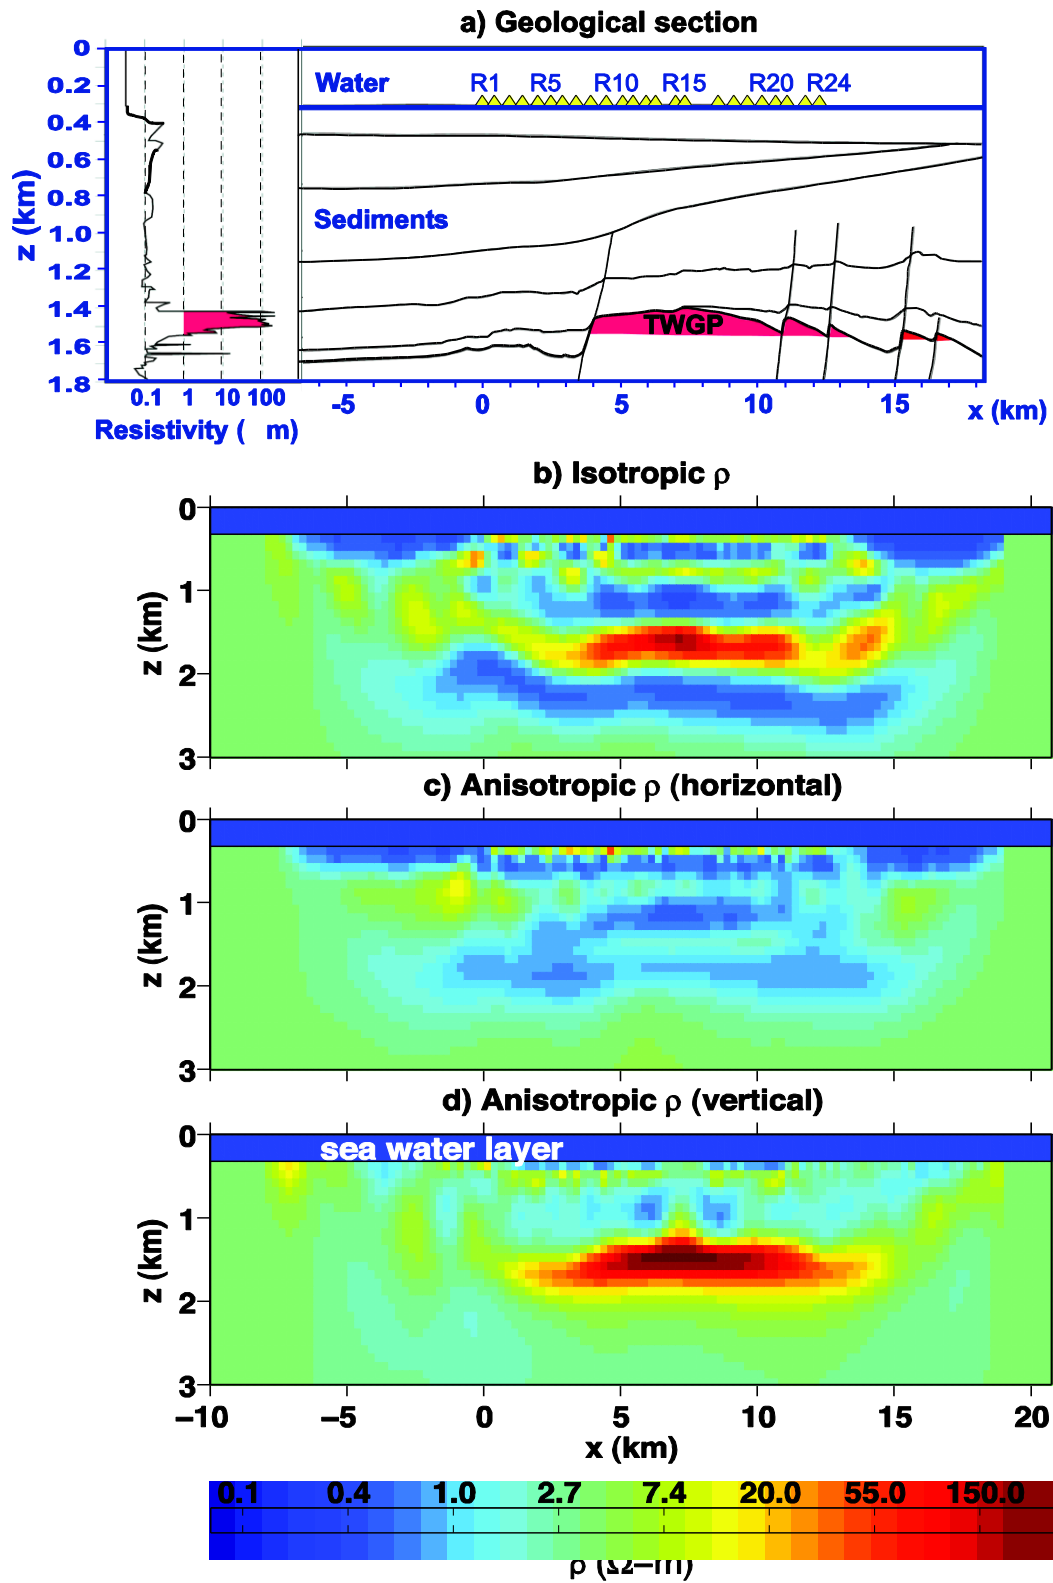 a) Geological section
0
0.2
0.4
0.6
0.8
1.0
1.2
1.4
1.6
1.8
z (km)
Water
R1 R5 R10 R15 R20 R24
Sediments
TWGP
0.1 1 10 100
Resistivity ( m)
-5 0 5 10 15 x (km)
b) Isotropic ρ
0
1
2
3
z (km)
c) Anisotropic ρ (horizontal)
0
1
2
3
z (km)
d) Anisotropic ρ (vertical)
sea water layer
0
1
2
3
z (km)
−10 −5 0 5 10 15 20
x (km)
0.1 0.4 1.0 2.7 7.4 20.0 55.0 150.0
ρ (Ω−m)